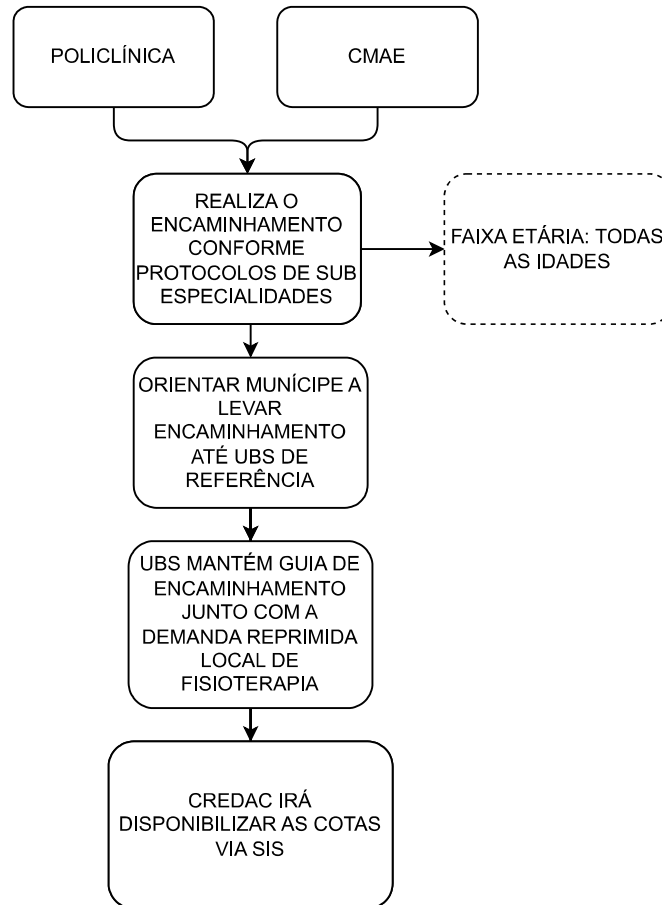 POLICLÍNICA
CMAE
REALIZA O
ENCAMINHAMENTO
CONFORME
PROTOCOLOS DE SUB
ESPECIALIDADES
FAIXA ETÁRIA: TODAS
AS IDADES
ORIENTAR MUNÍCIPE A
LEVAR
ENCAMINHAMENTO
ATÉ UBS DE
REFERÊNCIA
UBS MANTÉM GUIA DE
ENCAMINHAMENTO
JUNTO COM A
DEMANDA REPRIMIDA
LOCAL DE
FISIOTERAPIA
CREDAC IRÁ
DISPONIBILIZAR AS COTAS
VIA SIS